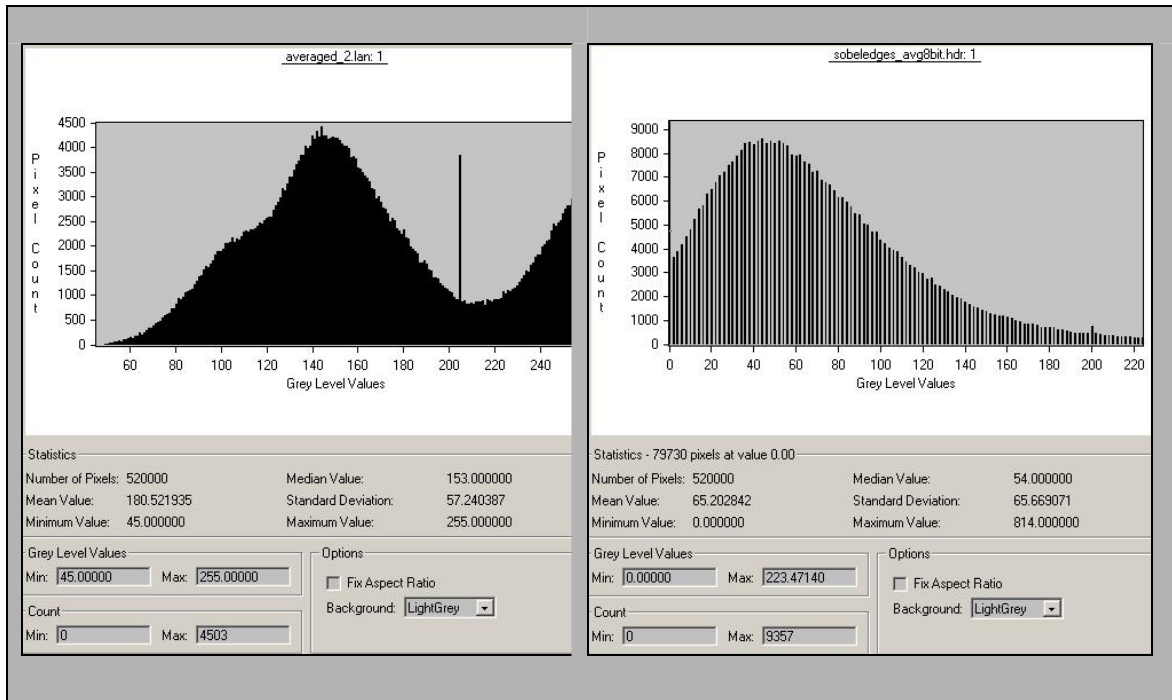 averaged_2.lan: 1
4500
4000
3500
3000
2500
2000
1500
1000
500
0
Pixel Count
60 80 100 120 140 160 180 200 220 240
Grey Level Values
Statistics
Number of Pixels: 520000 Median Value: 153.000000
Mean Value: 180.521935 Standard Deviation: 57.240387
Minimum Value: 45.000000 Maximum Value: 255.000000
Grey Level Values
Min: 45.00000 Max: 255.00000
Count
Min: 0 Max: 4503
Options
Fix Aspect Ratio
Background: LightGrey
sobeledges_avg8bit.hdr: 1
9000
8000
7000
6000
5000
4000
3000
2000
1000
0
Pixel Count
0 20 40 60 80 100 120 140 160 180 200 220
Grey Level Values
Statistics - 79730 pixels at value 0.00
Number of Pixels: 520000 Median Value: 54.000000
Mean Value: 65.202842 Standard Deviation: 65.669071
Minimum Value: 0.000000 Maximum Value: 814.000000
Grey Level Values
Min: 0.00000 Max: 223.47140
Count
Min: 0 Max: 9357
Options
Fix Aspect Ratio
Background: LightGrey